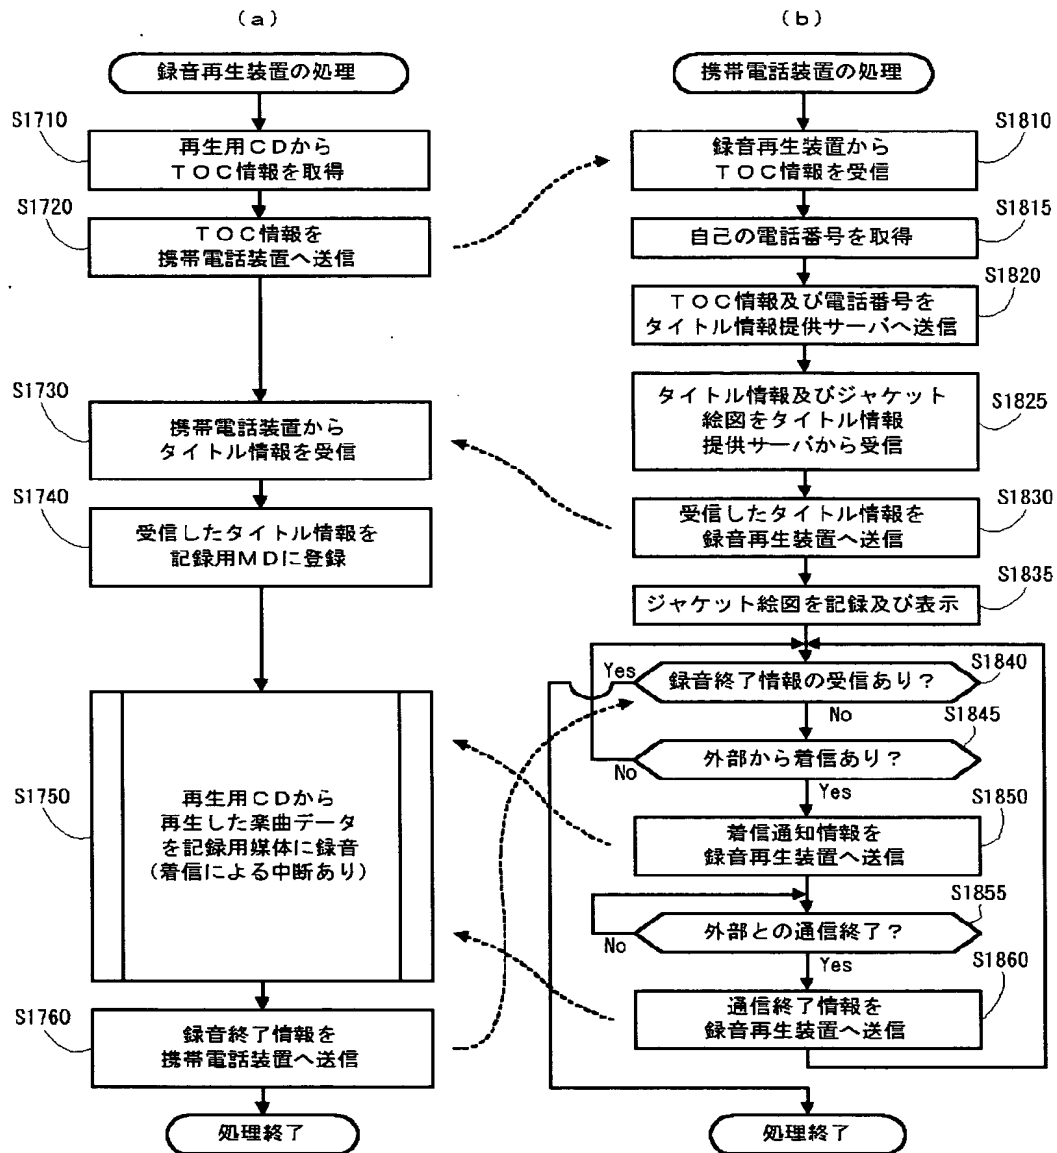 (a)
録音再生装置の処理
S1710
再生用CDから
TOC情報を取得
S1720
TOC情報を
携帯電話装置へ送信
S1730
携帯電話装置から
タイトル情報を受信
S1740
受信したタイトル情報を
記録用MDに登録
S1750
再生用CDから
再生した楽曲データ
を記録用媒体に録音
(着信による中断あり)
S1760
録音終了情報を
携帯電話装置へ送信
処理終了
(b)
携帯電話装置の処理
S1810
録音再生装置から
TOC情報を受信
S1815
自己の電話番号を取得
S1820
TOC情報及び電話番号を
タイトル情報提供サーバへ送信
S1825
タイトル情報及びジャケット
絵図をタイトル情報
提供サーバから受信
S1830
受信したタイトル情報を
録音再生装置へ送信
S1835
ジャケット絵図を記録及び表示
S1840
Yes
録音終了情報の受信あり？
No
S1845
外部から着信あり？
No
Yes
S1850
着信通知情報を
録音再生装置へ送信
S1855
外部との通信終了？
No
Yes
S1860
通信終了情報を
録音再生装置へ送信
処理終了